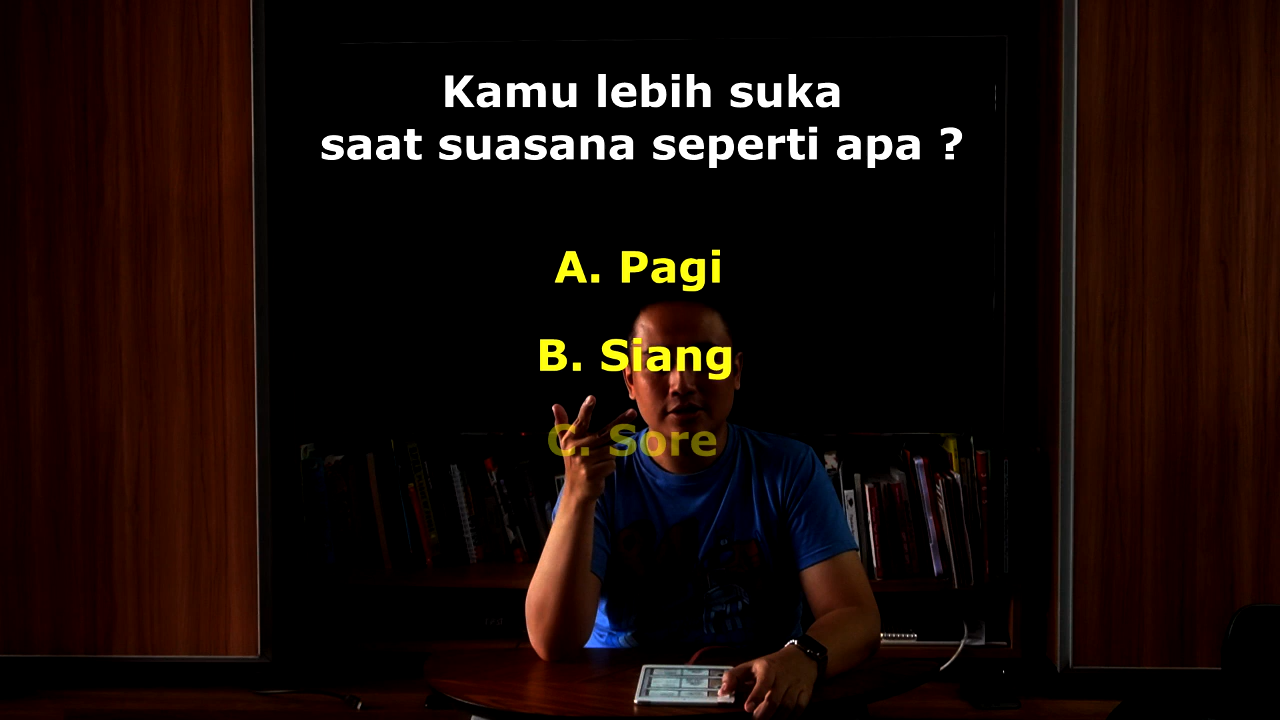 Kamu lebih suka
saat suasana seperti apa ?
A. Pagi
B. Siang
C. Sore